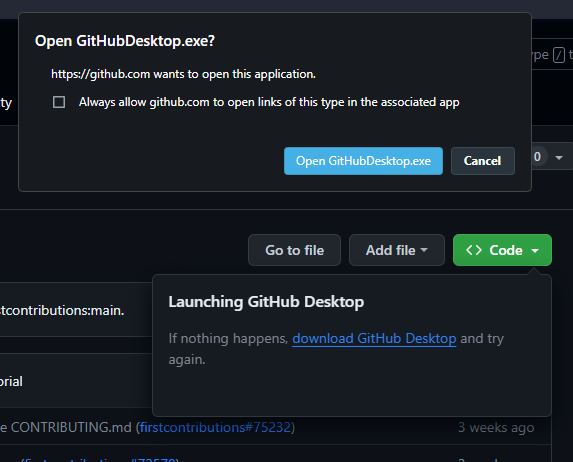 Open GitHubDesktop.exe?
https://github.com wants to open this application.
Always allow github.com to open links of this type in the associated app
Open GitHubDesktop.exe
Cancel
ype / t
ty
0
Go to file
Add file
<> Code
Launching GitHub Desktop
If nothing happens, download GitHub Desktop and try
again.
stcontributions:main.
orial
e CONTRIBUTING.md (firstcontributions#75232)
3 weeks ago